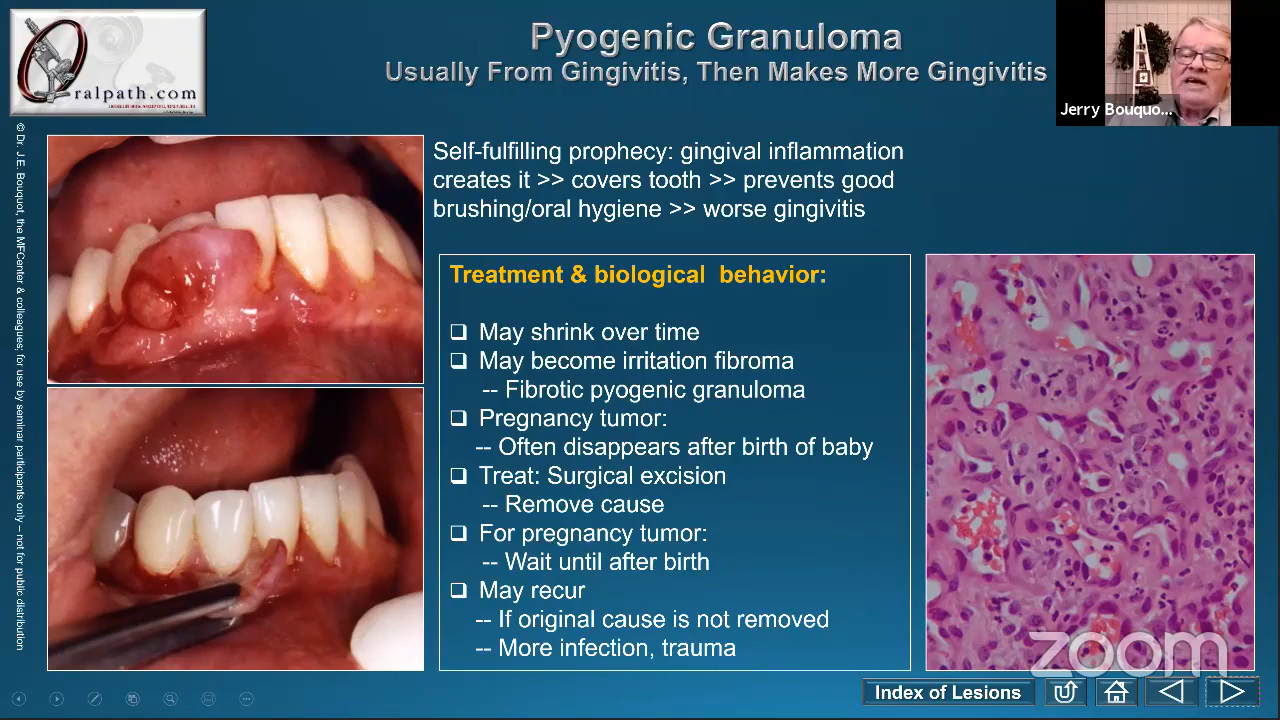 Pyogenic Granuloma
Usually From Gingivitis, Then Makes More Gingivitis
Oralpath.com
Jerry Bouquo...
© Dr. J.E. Bouquot, the MFCenter & colleagues; for use by seminar participants only – not for public distribution
Self-fulfilling prophecy: gingival inflammation
creates it >> covers tooth >> prevents good
brushing/oral hygiene >> worse gingivitis
Treatment & biological behavior:
❑ May shrink over time
❑ May become irritation fibroma
-- Fibrotic pyogenic granuloma
❑ Pregnancy tumor:
-- Often disappears after birth of baby
❑ Treat: Surgical excision
-- Remove cause
❑ For pregnancy tumor:
-- Wait until after birth
❑ May recur
-- If original cause is not removed
-- More infection, trauma
zoom
Index of Lesions